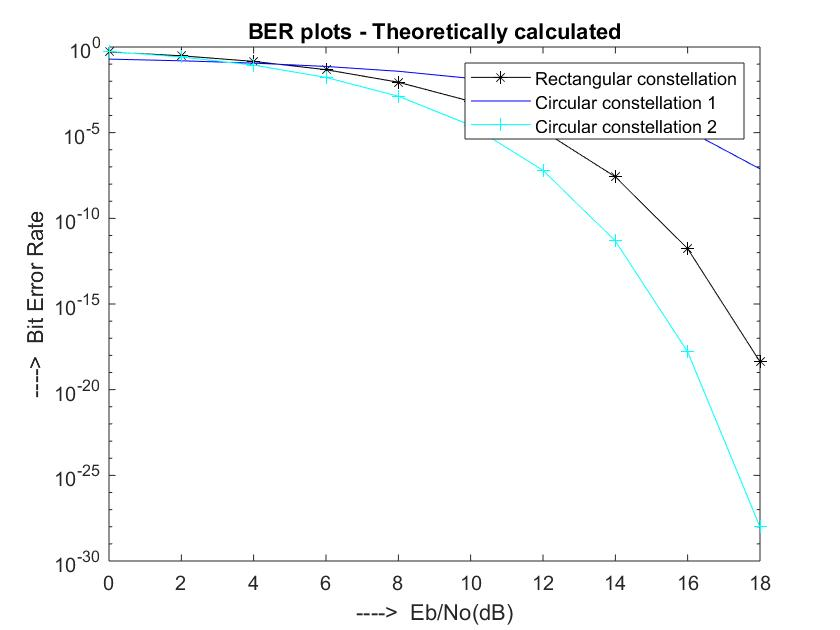 BER plots - Theoretically calculated
10^0
10^-5
10^-10
10^-15
10^-20
10^-25
10^-30
----> Bit Error Rate
Rectangular constellation
Circular constellation 1
Circular constellation 2
0 2 4 6 8 10 12 14 16 18
----> Eb/No(dB)